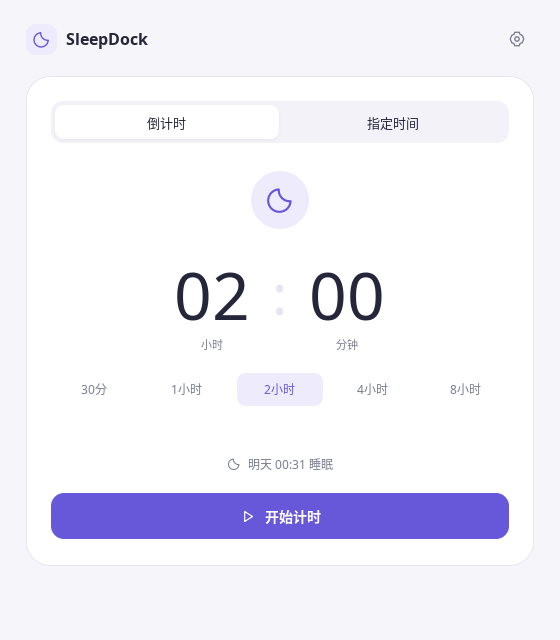 SleepDock
倒计时 指定时间
02 : 00
小时 分钟
30分 1小时 2小时 4小时 8小时
明天 00:31 睡眠
开始计时